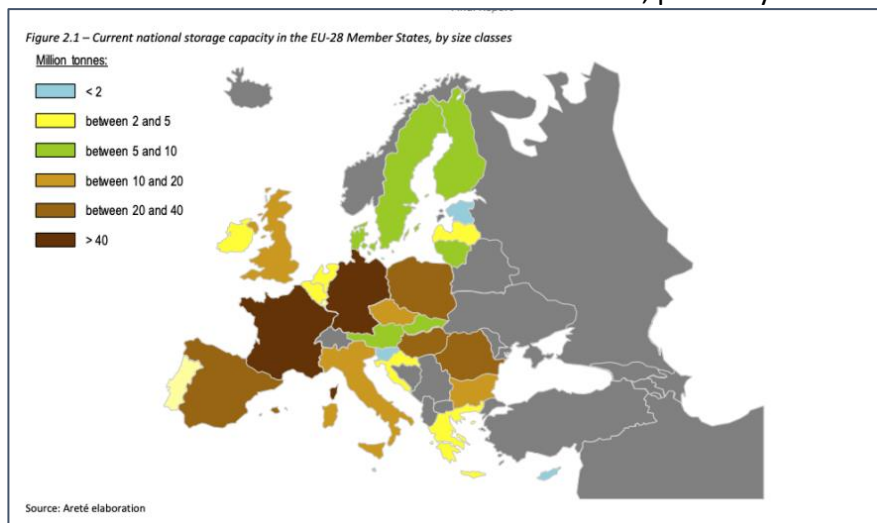 Figure 2.1 – Current national storage capacity in the EU-28 Member States, by size classes
Million tonnes:
< 2
between 2 and 5
between 5 and 10
between 10 and 20
between 20 and 40
> 40
Source: Areté elaboration